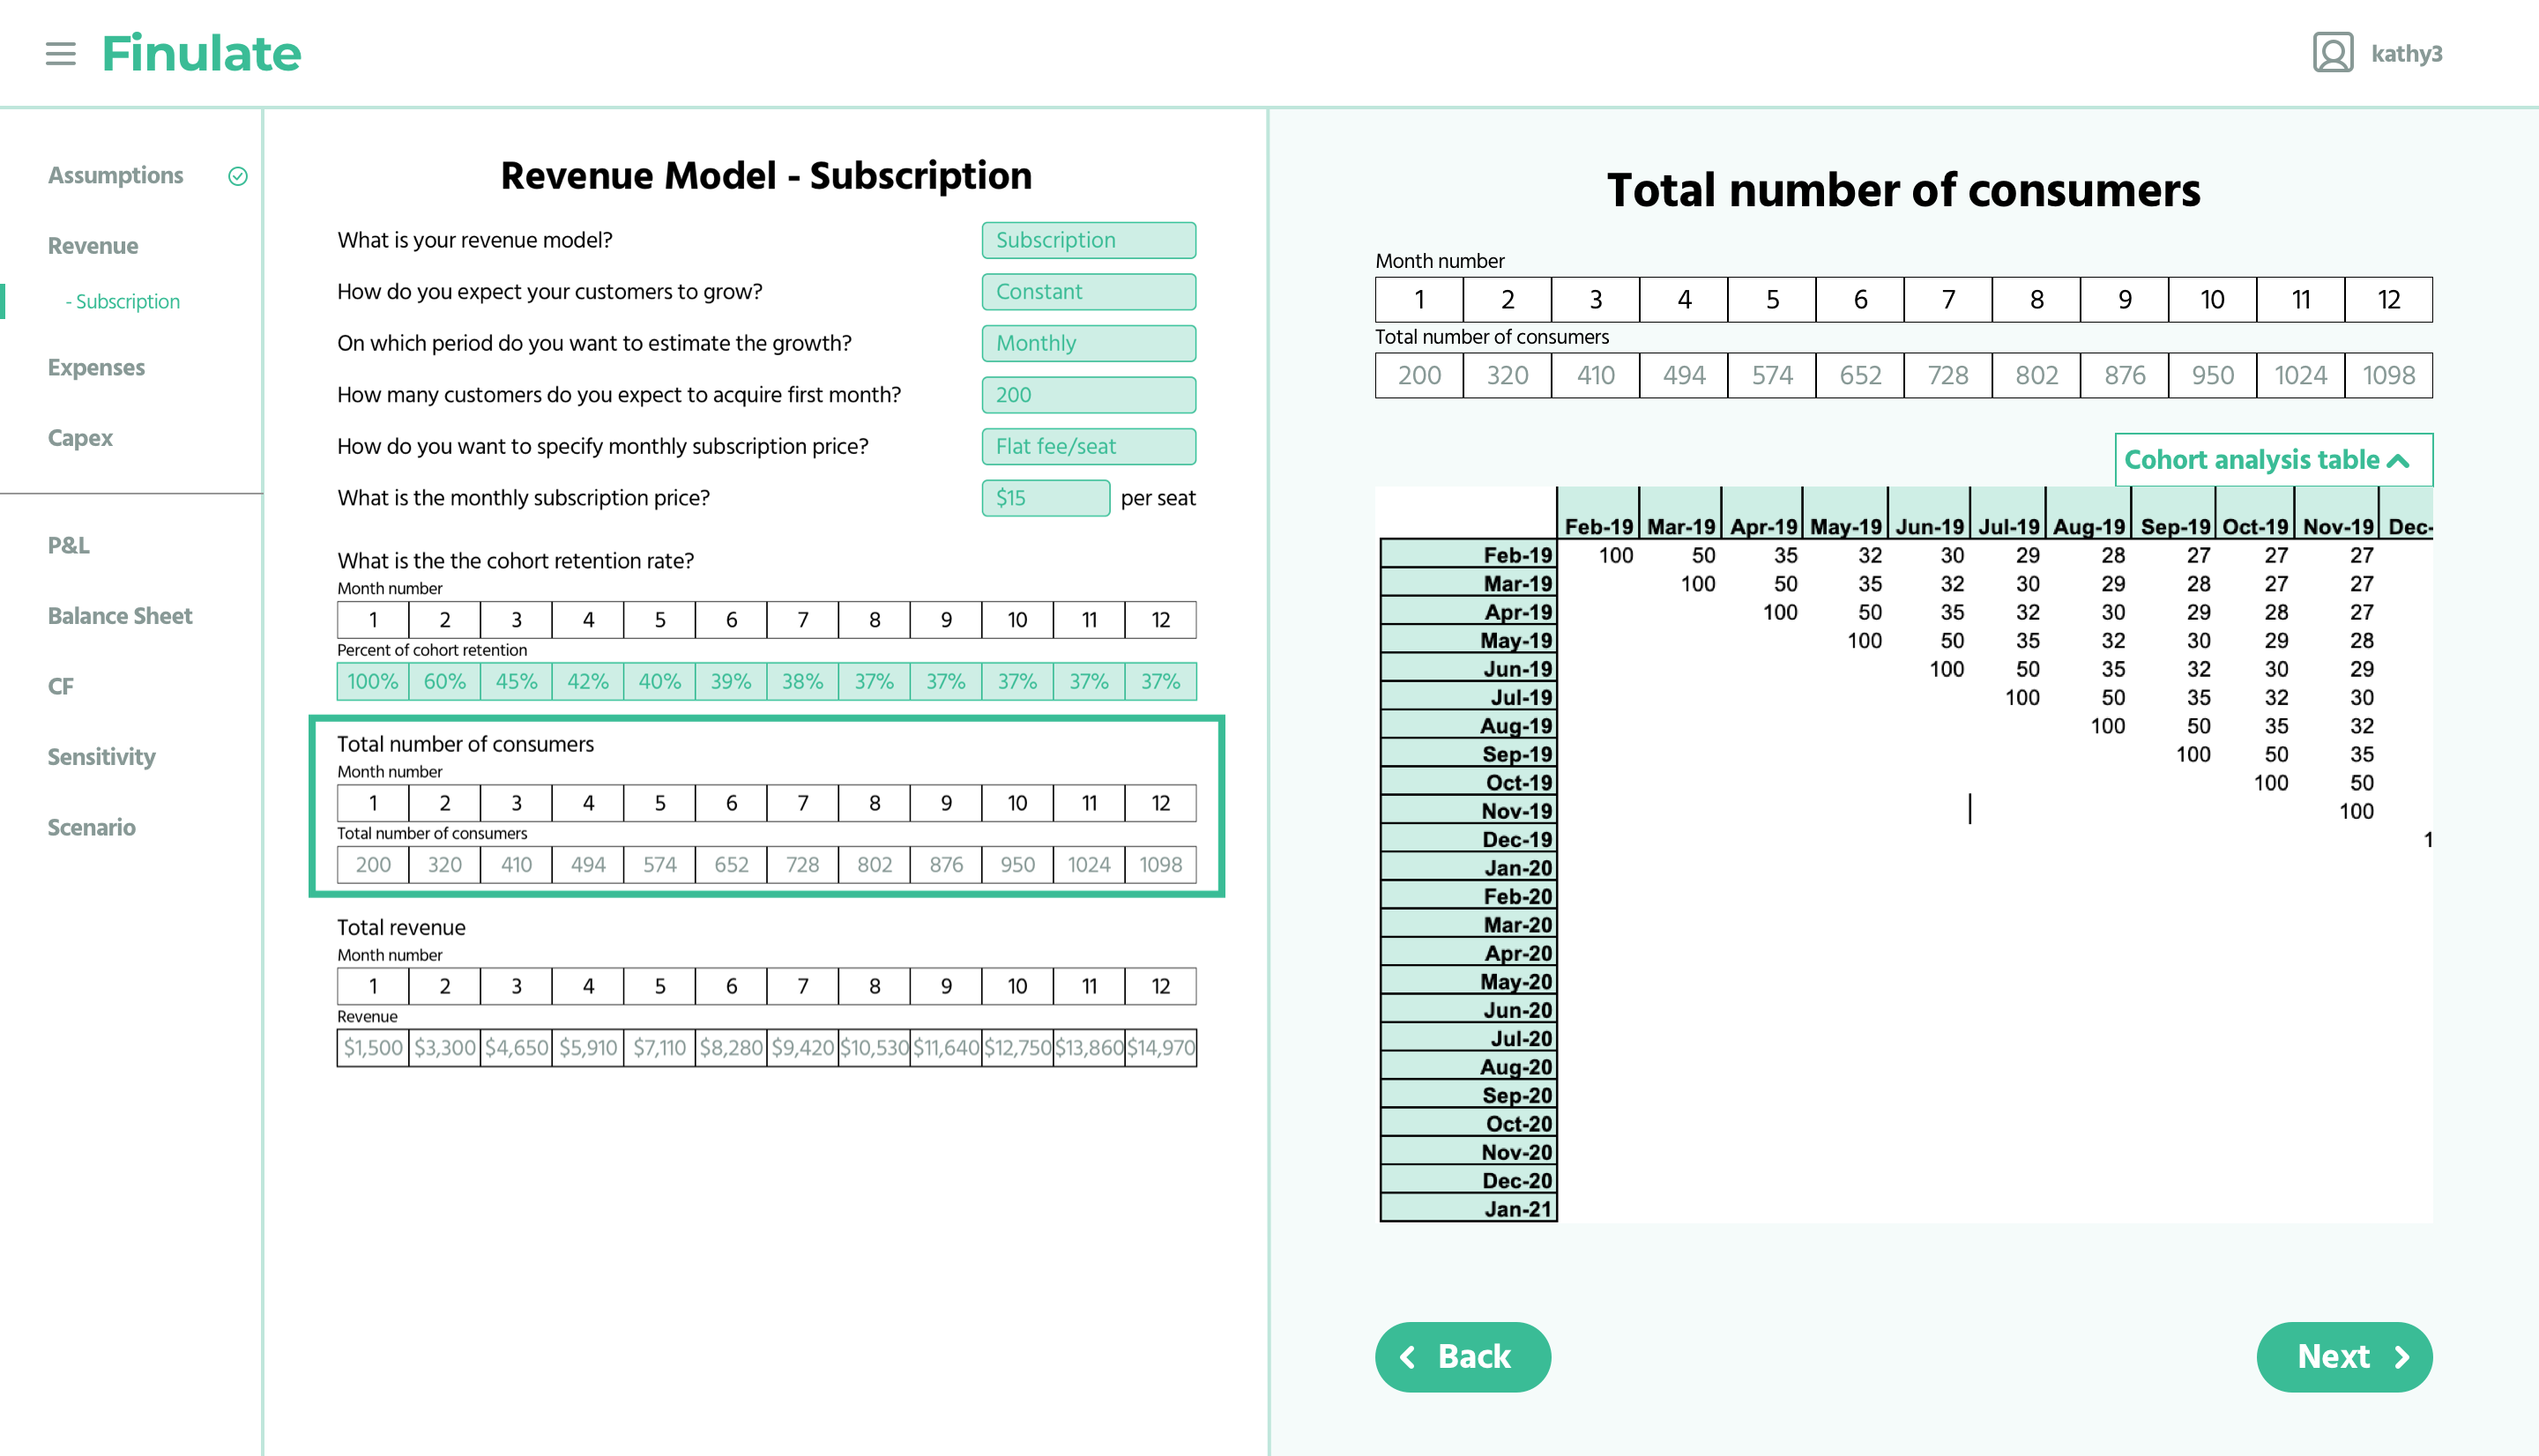 Finulate
kathy3
Assumptions
Revenue
- Subscription
Expenses
Capex
P&L
Balance Sheet
CF
Sensitivity
Scenario
Revenue Model - Subscription
What is your revenue model? Subscription
How do you expect your customers to grow? Constant
On which period do you want to estimate the growth? Monthly
How many customers do you expect to acquire first month? 200
How do you want to specify monthly subscription price? Flat fee/seat
What is the monthly subscription price? $15 per seat
What is the the cohort retention rate?
Month number
1 2 3 4 5 6 7 8 9 10 11 12
Percent of cohort retention
100% 60% 45% 42% 40% 39% 38% 37% 37% 37% 37% 37%
Total number of consumers
Month number
1 2 3 4 5 6 7 8 9 10 11 12
Total number of consumers
200 320 410 494 574 652 728 802 876 950 1024 1098
Total revenue
Month number
1 2 3 4 5 6 7 8 9 10 11 12
Revenue
$1,500 $3,300 $4,650 $5,910 $7,110 $8,280 $9,420 $10,530 $11,640 $12,750 $13,860 $14,970
Total number of consumers
Month number
1 2 3 4 5 6 7 8 9 10 11 12
Total number of consumers
200 320 410 494 574 652 728 802 876 950 1024 1098
Cohort analysis table
Feb-19 Mar-19 Apr-19 May-19 Jun-19 Jul-19 Aug-19 Sep-19 Oct-19 Nov-19 Dec-
Feb-19 100 50 35 32 30 29 28 27 27 27
Mar-19 100 50 35 32 30 29 28 27 27
Apr-19 100 50 35 32 30 29 28 27
May-19 100 50 35 32 30 29 28
Jun-19 100 50 35 32 30 29
Jul-19 100 50 35 32 30
Aug-19 100 50 35 32
Sep-19 100 50 35
Oct-19 100 50
Nov-19 100
Dec-19 1
Jan-20
Feb-20
Mar-20
Apr-20
May-20
Jun-20
Jul-20
Aug-20
Sep-20
Oct-20
Nov-20
Dec-20
Jan-21
Back
Next